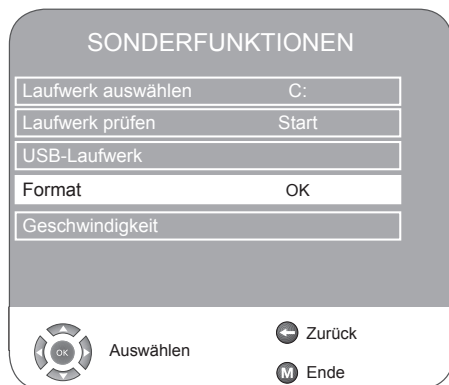 SONDERFUNKTIONEN
Laufwerk auswählen C:
Laufwerk prüfen Start
USB-Laufwerk
Format OK
Geschwindigkeit
OK Auswählen
Zurück
M Ende